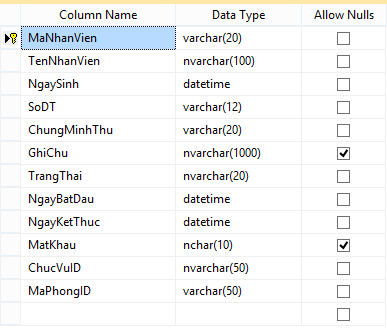 Column Name Data Type Allow Nulls
MaNhanVien varchar(20)
TenNhanVien nvarchar(100)
NgaySinh datetime
SoDT varchar(12)
ChungMinhThu varchar(20)
GhiChu nvarchar(1000)
TrangThai nvarchar(20)
NgayBatDau datetime
NgayKetThuc datetime
MatKhau nchar(10)
ChucVuID nvarchar(50)
MaPhongID varchar(50)